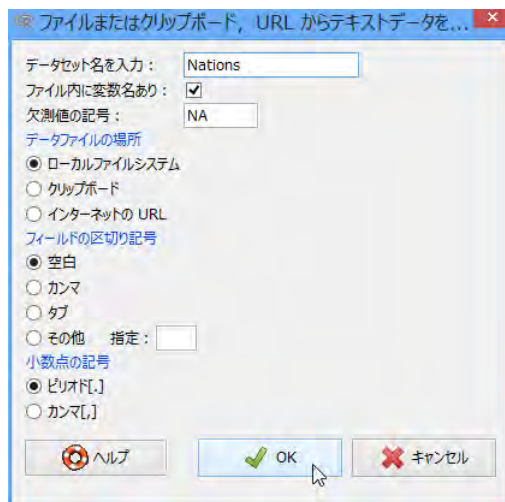 ファイルまたはクリップボード, URL からテキストデータを...
データセット名を入力： Nations
ファイル内に変数名あり：
欠測値の記号： NA
データファイルの場所
ローカルファイルシステム
クリップボード
インターネットの URL
フィールドの区切り記号
空白
カンマ
タブ
その他 指定：
小数点の記号
ピリオド[.]
カンマ[,]
ヘルプ OK キャンセル